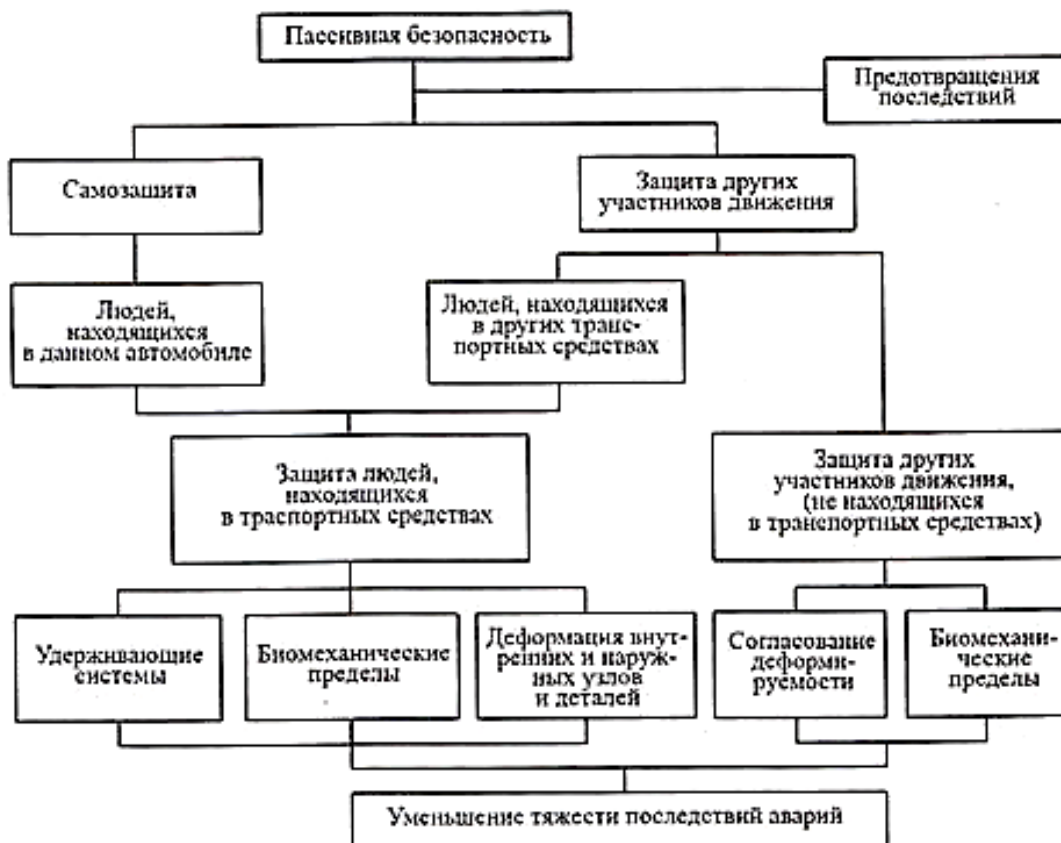 Пассивная безопасность
Предотвращения
последствий
Самозашита
Защита других
участников движения
Людей,
находящихся
в данном автомобиле
Людей, находящихся
в других транс-
портных средствах
Защита людей,
находящихся
в траспортных средствах
Защита других
участников движения,
(не находящихся
в транспортных средствах)
Удерживающие
системы
Биомеханические
пределы
Деформация внут-
ренних и наруж-
ных узлов
и деталей
Согласование
деформи-
руемости
Биомехани-
ческие
пределы
Уменьшение тяжести последствий аварий